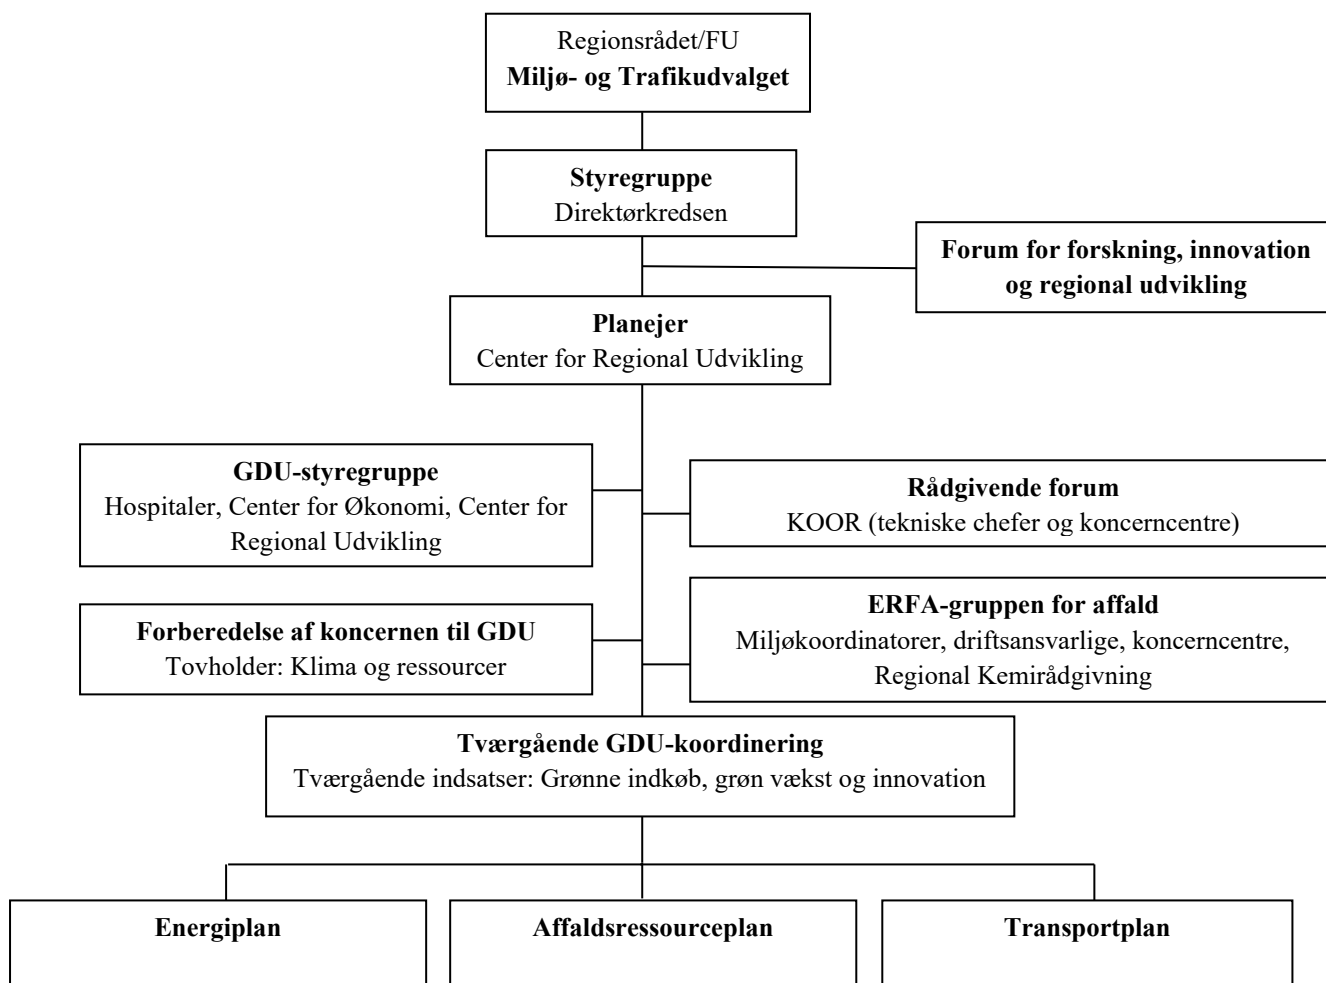 Regionsrådet/FU
Miljø- og Trafikudvalget
Styregruppe
Direktørkredsen
Forum for forskning, innovation
og regional udvikling
Planejer
Center for Regional Udvikling
GDU-styregruppe
Hospitaler, Center for Økonomi, Center for
Regional Udvikling
Rådgivende forum
KOOR (tekniske chefer og koncerncentre)
Forberedelse af koncernen til GDU
Tovholder: Klima og ressourcer
ERFA-gruppen for affald
Miljøkoordinatorer, driftsansvarlige, koncerncentre,
Regional Kemirådgivning
Tværgående GDU-koordinering
Tværgående indsatser: Grønne indkøb, grøn vækst og innovation
Energiplan
Affaldsressourceplan
Transportplan